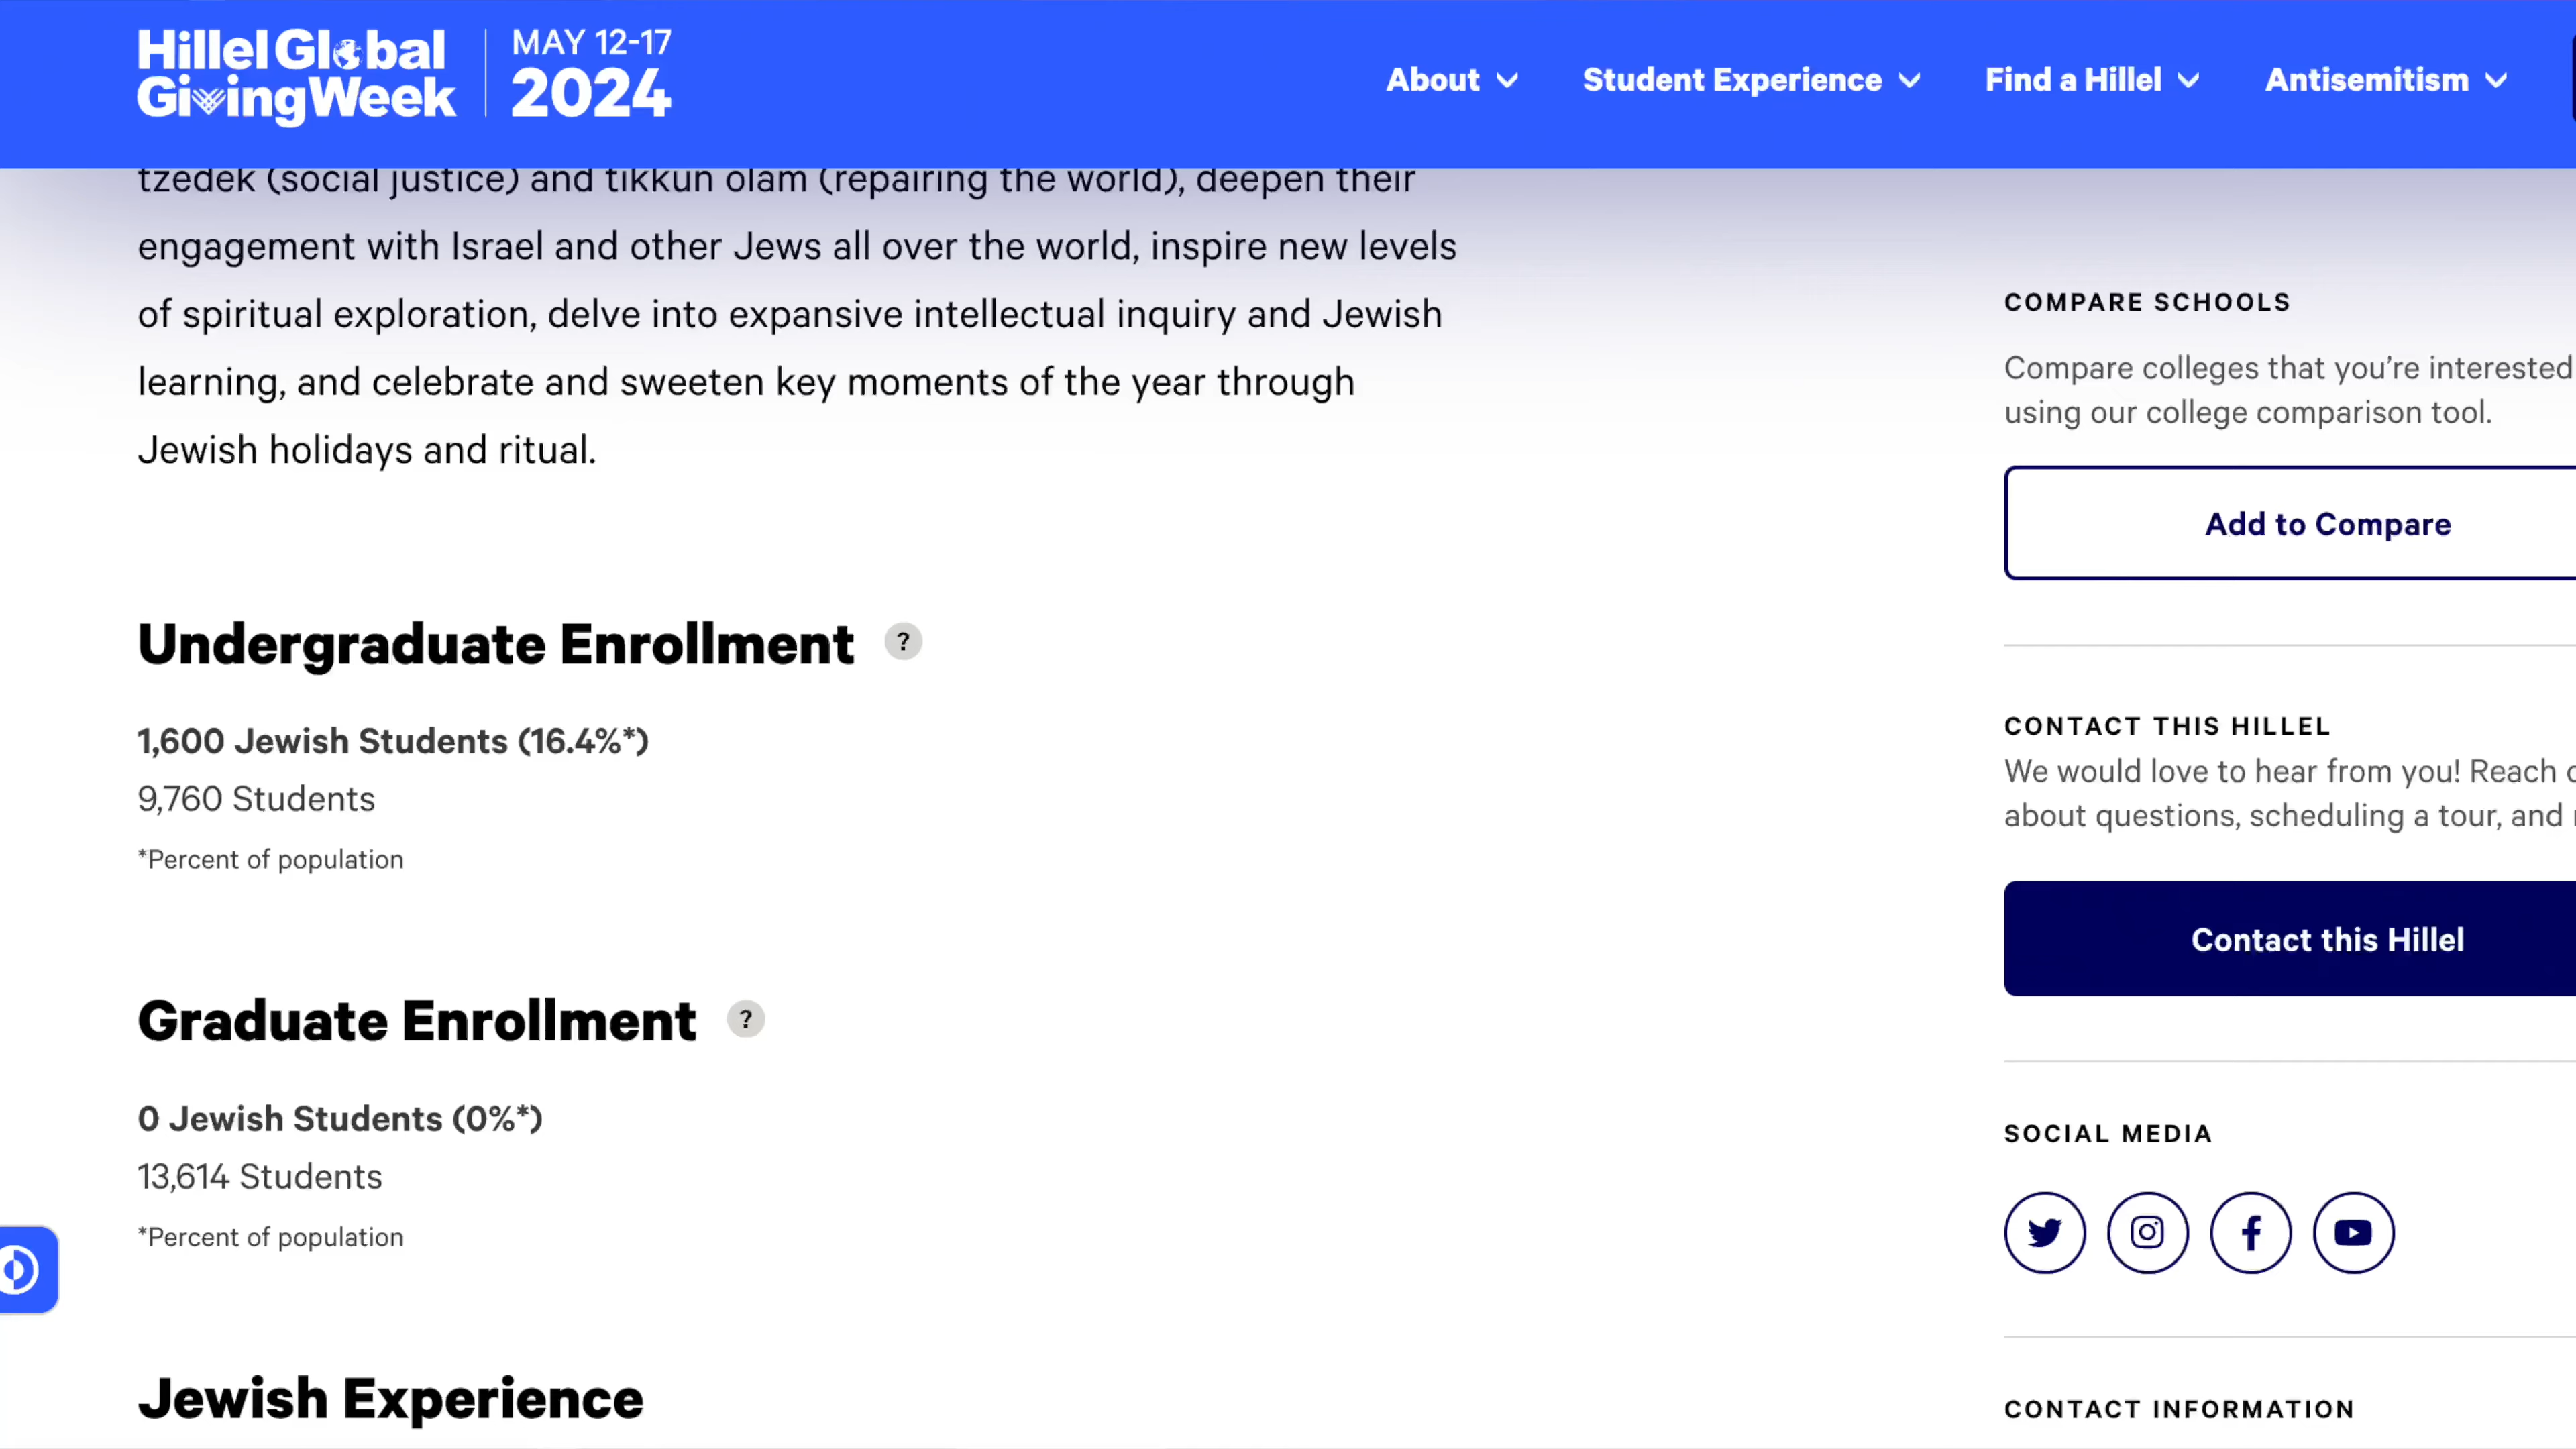 Hillel Global
GivingWeek
MAY 12-17
2024
About
Student Experience
Find a Hillel
Antisemitism
tzedek (social justice) and tikkun olam (repairing the world), deepen their
engagement with Israel and other Jews all over the world, inspire new levels
of spiritual exploration, delve into expansive intellectual inquiry and Jewish
learning, and celebrate and sweeten key moments of the year through
Jewish holidays and ritual.
Undergraduate Enrollment ?
1,600 Jewish Students (16.4%*)
9,760 Students
*Percent of population
Graduate Enrollment ?
0 Jewish Students (0%*)
13,614 Students
*Percent of population
Jewish Experience
COMPARE SCHOOLS
Compare colleges that you're interested
using our college comparison tool.
Add to Compare
CONTACT THIS HILLEL
We would love to hear from you! Reach
about questions, scheduling a tour, and
Contact this Hillel
SOCIAL MEDIA
CONTACT INFORMATION